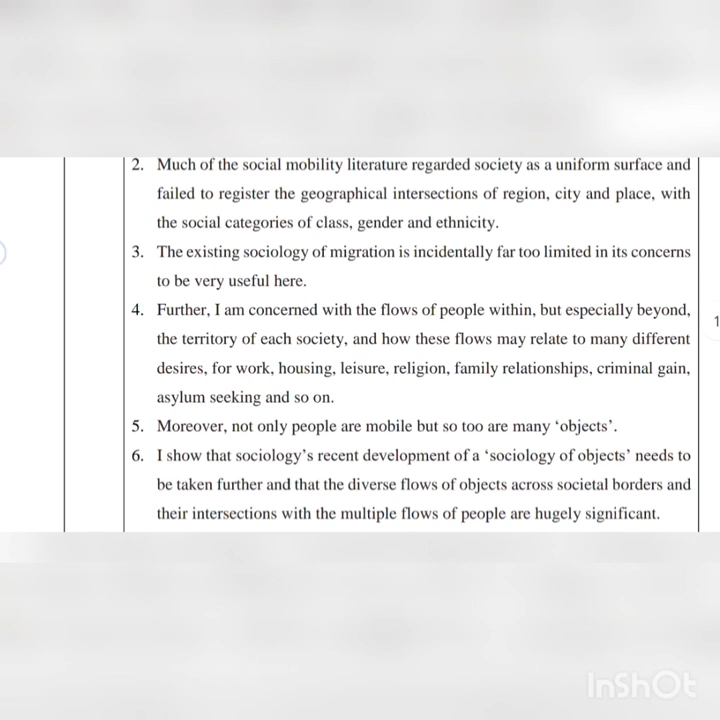 2. Much of the social mobility literature regarded society as a uniform surface and
failed to register the geographical intersections of region, city and place, with
the social categories of class, gender and ethnicity.
3. The existing sociology of migration is incidentally far too limited in its concerns
to be very useful here.
4. Further, I am concerned with the flows of people within, but especially beyond,
the territory of each society, and how these flows may relate to many different
desires, for work, housing, leisure, religion, family relationships, criminal gain,
asylum seeking and so on.
5. Moreover, not only people are mobile but so too are many ‘objects’.
6. I show that sociology’s recent development of a ‘sociology of objects’ needs to
be taken further and that the diverse flows of objects across societal borders and
their intersections with the multiple flows of people are hugely significant.
1
InShOt